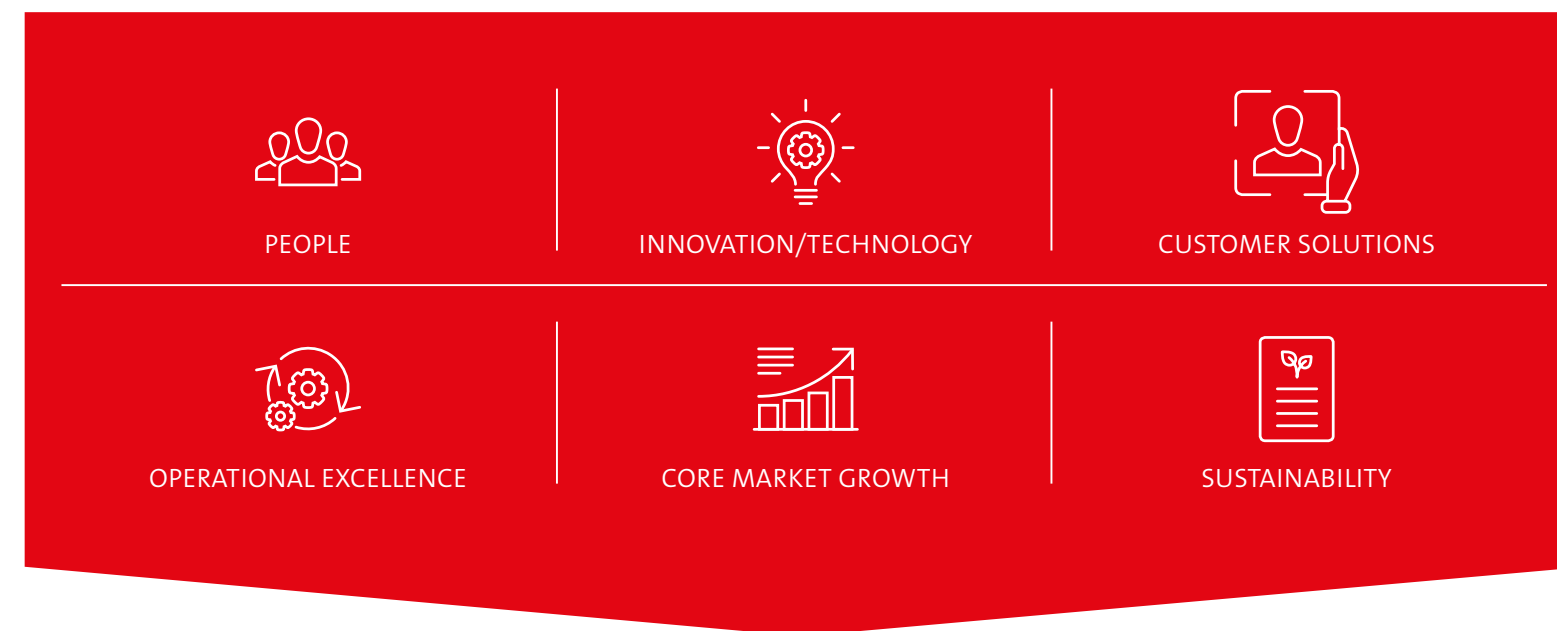 PEOPLE
INNOVATION/TECHNOLOGY
CUSTOMER SOLUTIONS
OPERATIONAL EXCELLENCE
CORE MARKET GROWTH
SUSTAINABILITY